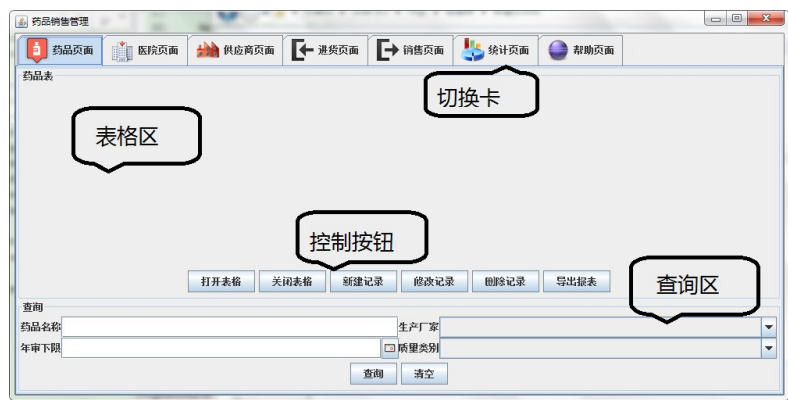 药品销售管理
药品页面 医院页面 供应商页面 进货页面 销售页面 统计页面 帮助页面
药品表
切换卡
表格区
控制按钮
打开表格 关闭表格 新建记录 修改记录 删除记录 导出报表
查询区
查询
药品名称 生产厂家
年审下限 质量类别
查询 清空